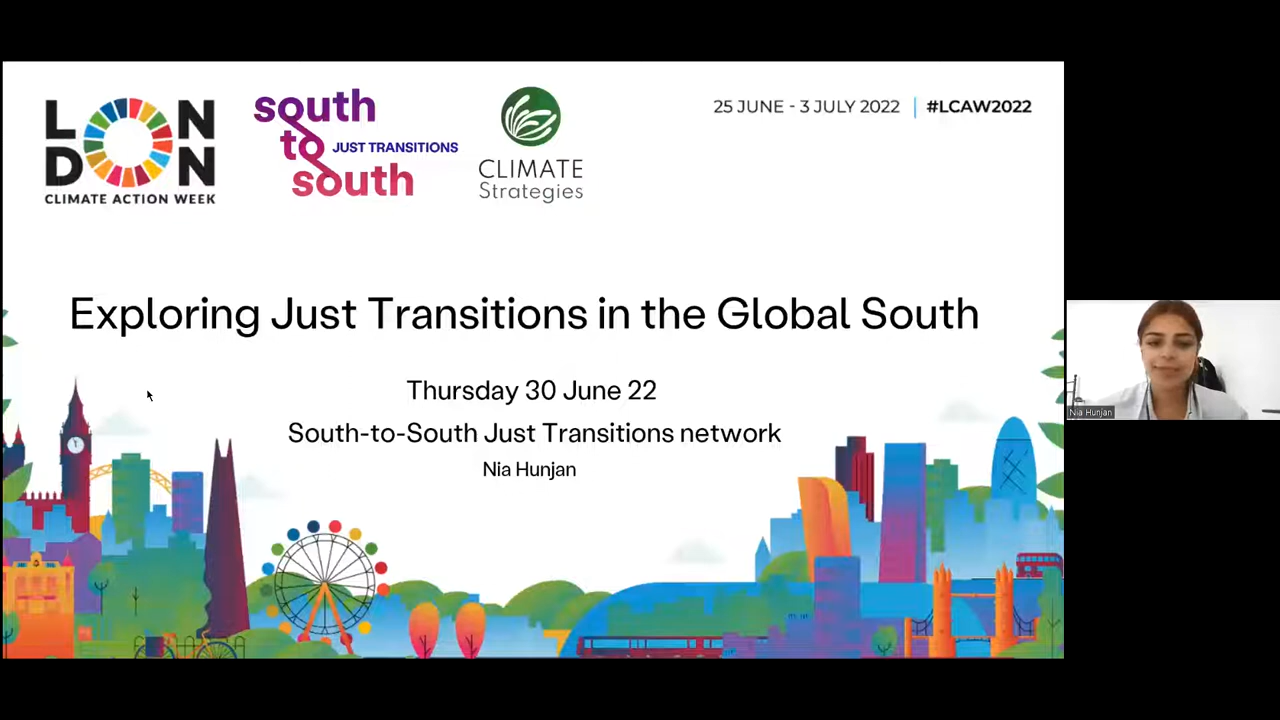 LONDON
CLIMATE ACTION WEEK
south
to JUST TRANSITIONS
south
CLIMATE
Strategies
25 JUNE - 3 JULY 2022 | #LCAW2022
Exploring Just Transitions in the Global South
Thursday 30 June 22
South-to-South Just Transitions network
Nia Hunjan
Nia Hunjan